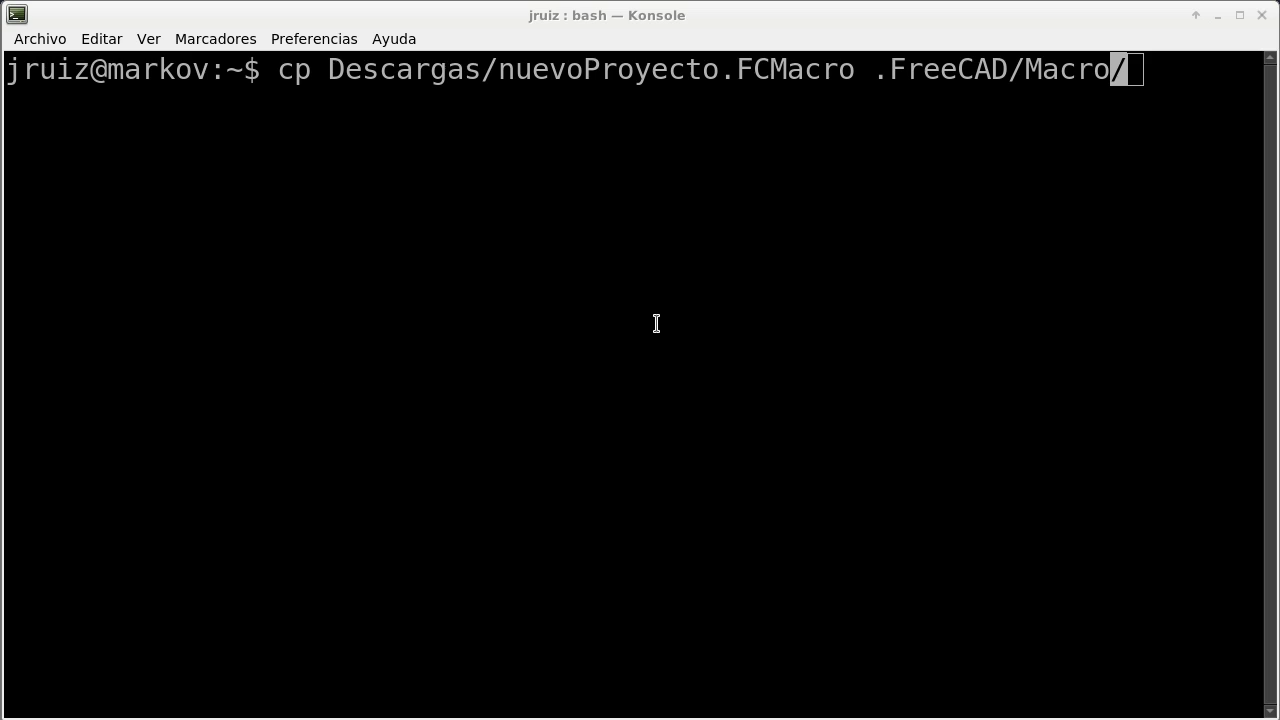 jruiz : bash — Konsole
Archivo Editar Ver Marcadores Preferencias Ayuda
jruiz@markov:~$ cp Descargas/nuevoProyecto.FCMacro .FreeCAD/Macro/